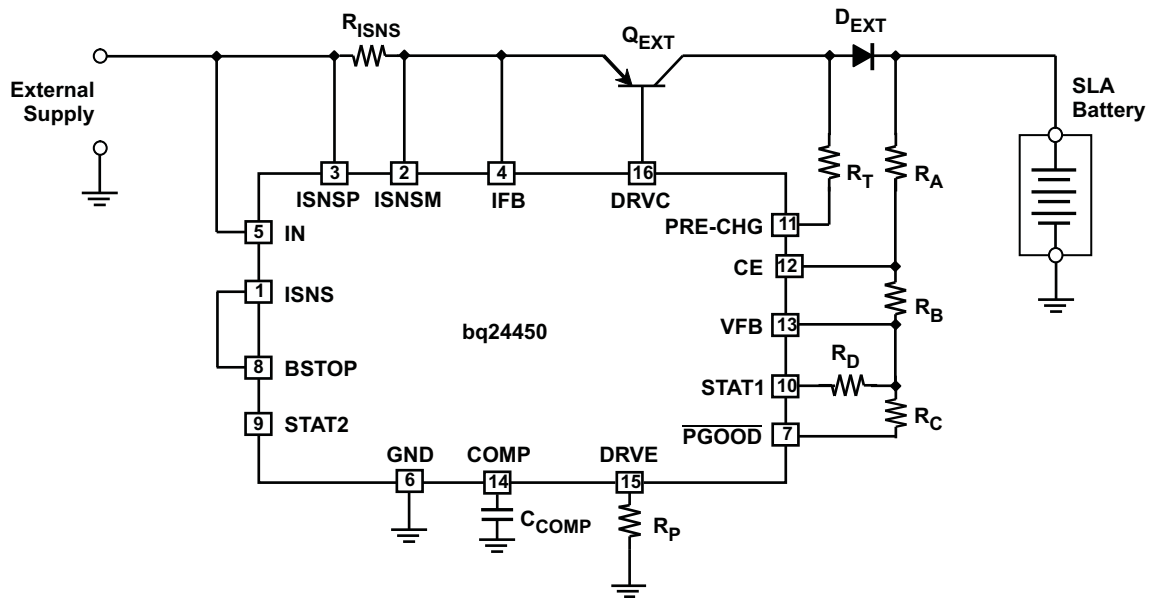 R_ISNS
Q_EXT
D_EXT
External
Supply
SLA
Battery
3
2
4
16
ISNSP
ISNSM
IFB
DRVC
R_T
R_A
PRE-CHG
11
5
IN
CE
12
1
ISNS
R_B
VFB
13
bq24450
R_D
8
BSTOP
STAT1
10
9
STAT2
R_C
PGOOD
7
GND
COMP
DRVE
6
14
15
C_COMP
R_P